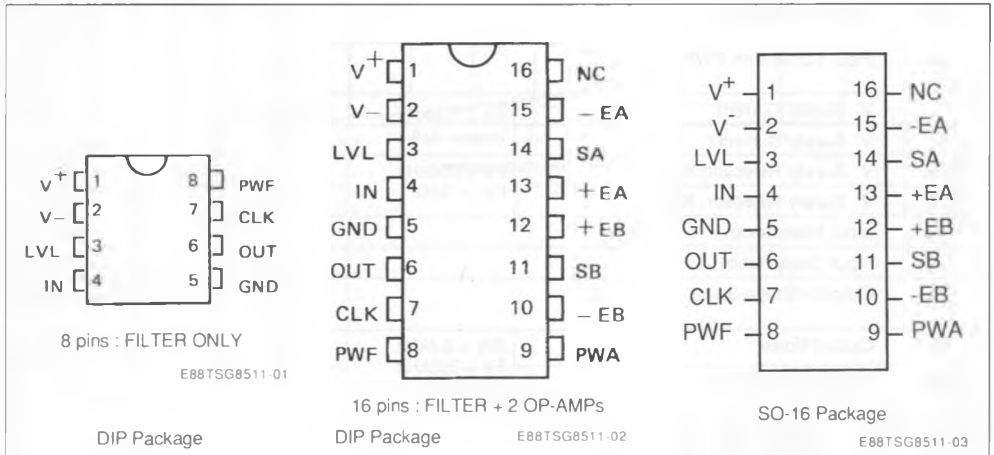 V+ 1 8 PWF
V- 2 7 CLK
LVL 3 6 OUT
IN 4 5 GND
8 pins : FILTER ONLY
E88TSG8511-01
DIP Package
V+ 1 16 NC
V- 2 15 -EA
LVL 3 14 SA
IN 4 13 +EA
GND 5 12 +EB
OUT 6 11 SB
CLK 7 10 -EB
PWF 8 9 PWA
16 pins : FILTER + 2 OP-AMPs
DIP Package E88TSG8511-02
V+ 1 16 NC
V- 2 15 -EA
LVL 3 14 SA
IN 4 13 +EA
GND 5 12 +EB
OUT 6 11 SB
CLK 7 10 -EB
PWF 8 9 PWA
SO-16 Package
E88TSG8511-03